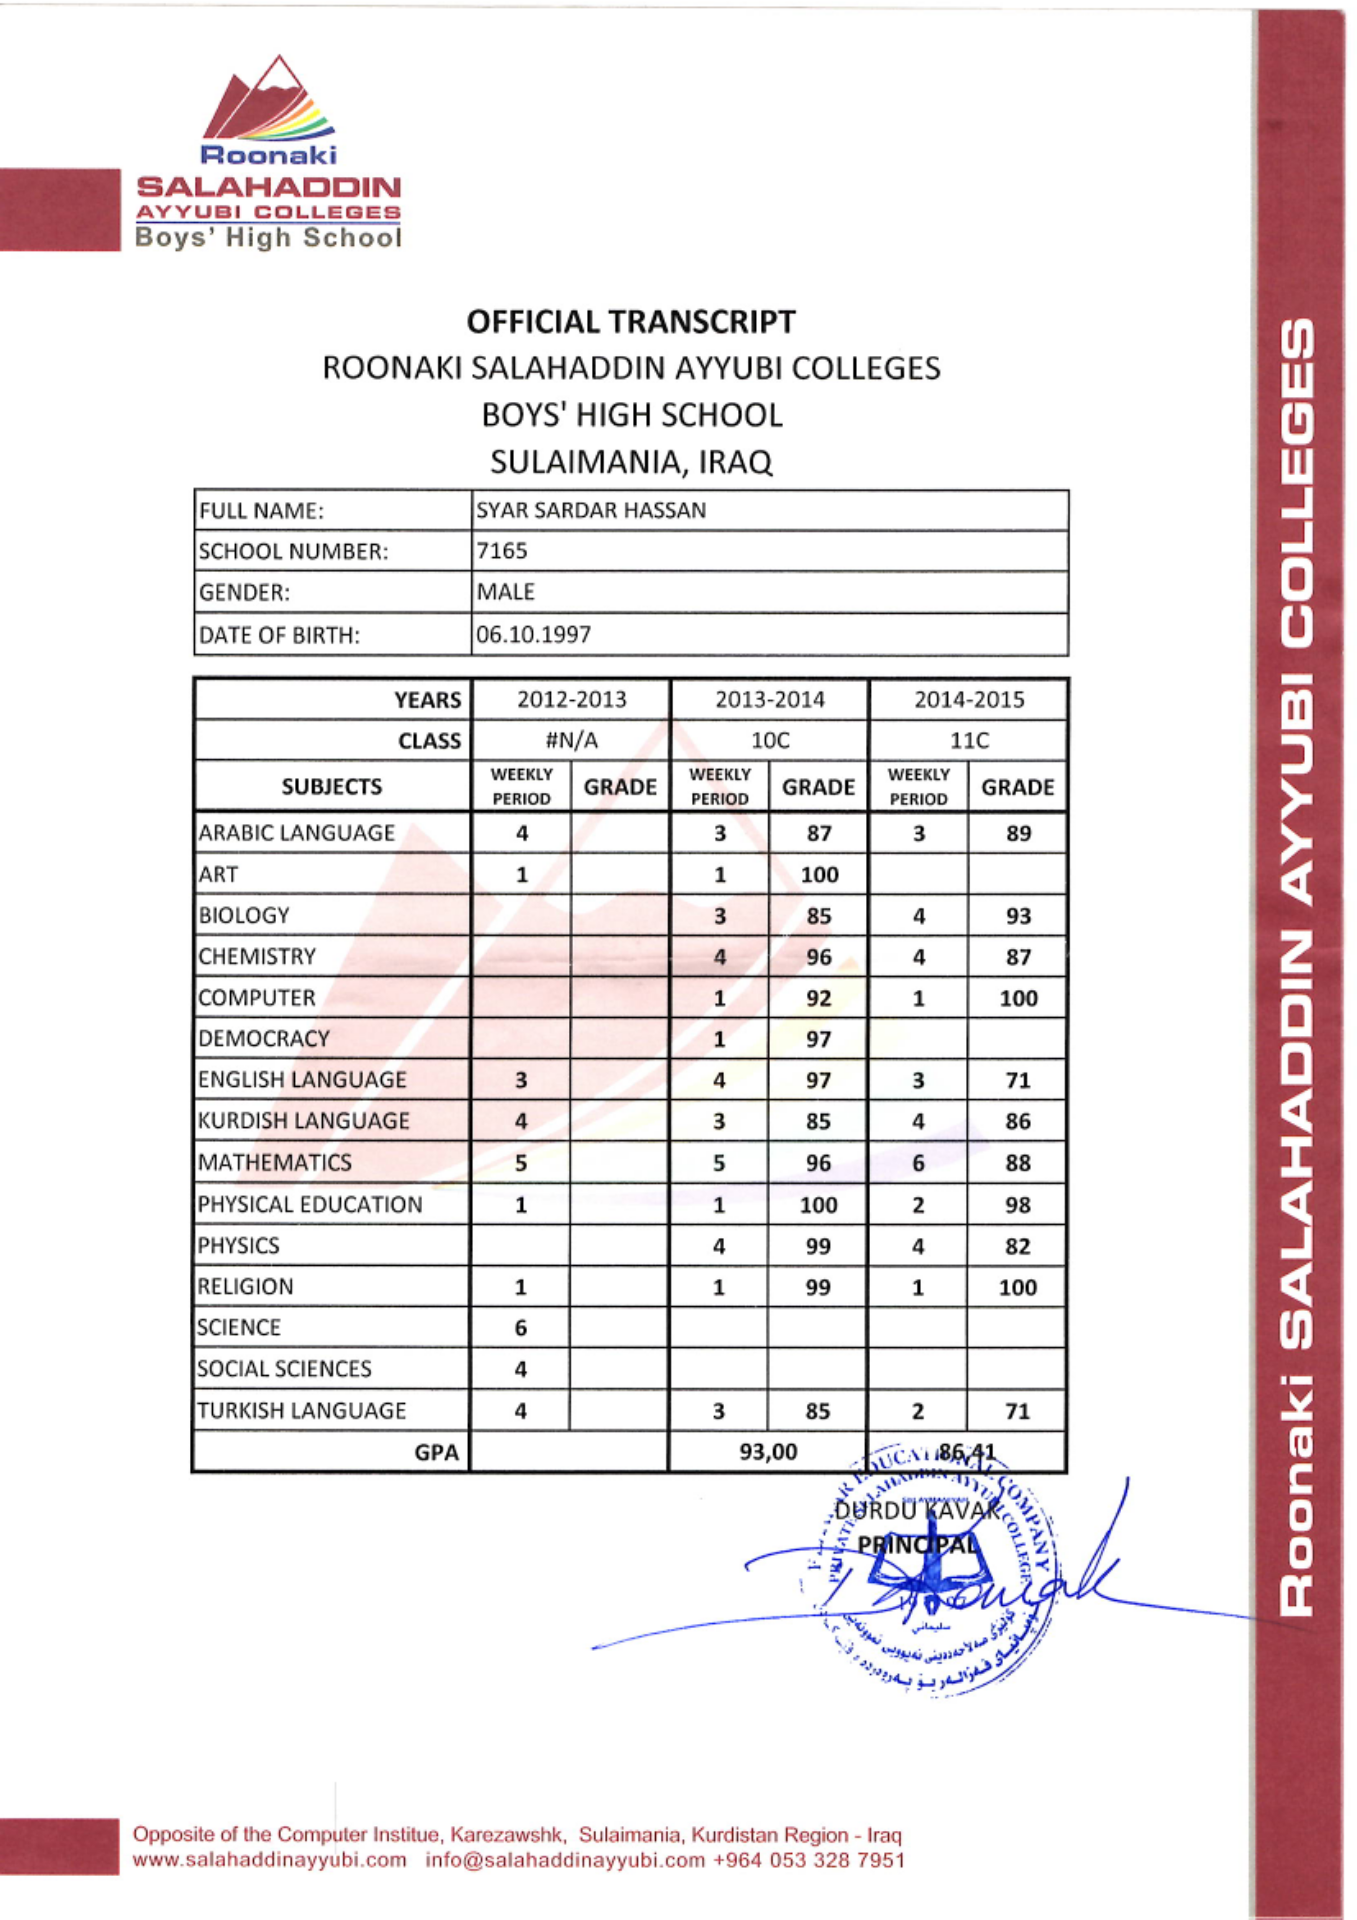 Roonaki
SALAHADDIN
AYYUBI COLLEGES
Boys' High School
OFFICIAL TRANSCRIPT
ROONAKI SALAHADDIN AYYUBI COLLEGES
BOYS' HIGH SCHOOL
SULAIMANIA, IRAQ
FULL NAME: SYAR SARDAR HASSAN
SCHOOL NUMBER: 7165
GENDER: MALE
DATE OF BIRTH: 06.10.1997
YEARS 2012-2013 2013-2014 2014-2015
CLASS #N/A 10C 11C
SUBJECTS WEEKLY PERIOD GRADE WEEKLY PERIOD GRADE WEEKLY PERIOD GRADE
ARABIC LANGUAGE 4 3 87 3 89
ART 1 1 100
BIOLOGY 3 85 4 93
CHEMISTRY 4 96 4 87
COMPUTER 1 92 1 100
DEMOCRACY 1 97
ENGLISH LANGUAGE 3 4 97 3 71
KURDISH LANGUAGE 4 3 85 4 86
MATHEMATICS 5 5 96 6 88
PHYSICAL EDUCATION 1 1 100 2 98
PHYSICS 4 99 4 82
RELIGION 1 1 99 1 100
SCIENCE 6
SOCIAL SCIENCES 4
TURKISH LANGUAGE 4 3 85 2 71
GPA 93,00 86,41
DURDU KAVAK
PRINCIPAL
EDUCATIONAL COMPANY
PRIVATE SALAHADDIN AYYUBI COLLEGE
سلیمانی
Opposite of the Computer Institue, Karezawshk, Sulaimania, Kurdistan Region - Iraq
www.salahaddinayyubi.com info@salahaddinayyubi.com +964 053 328 7951
Roonaki SALAHADDIN AYYUBI COLLEGES